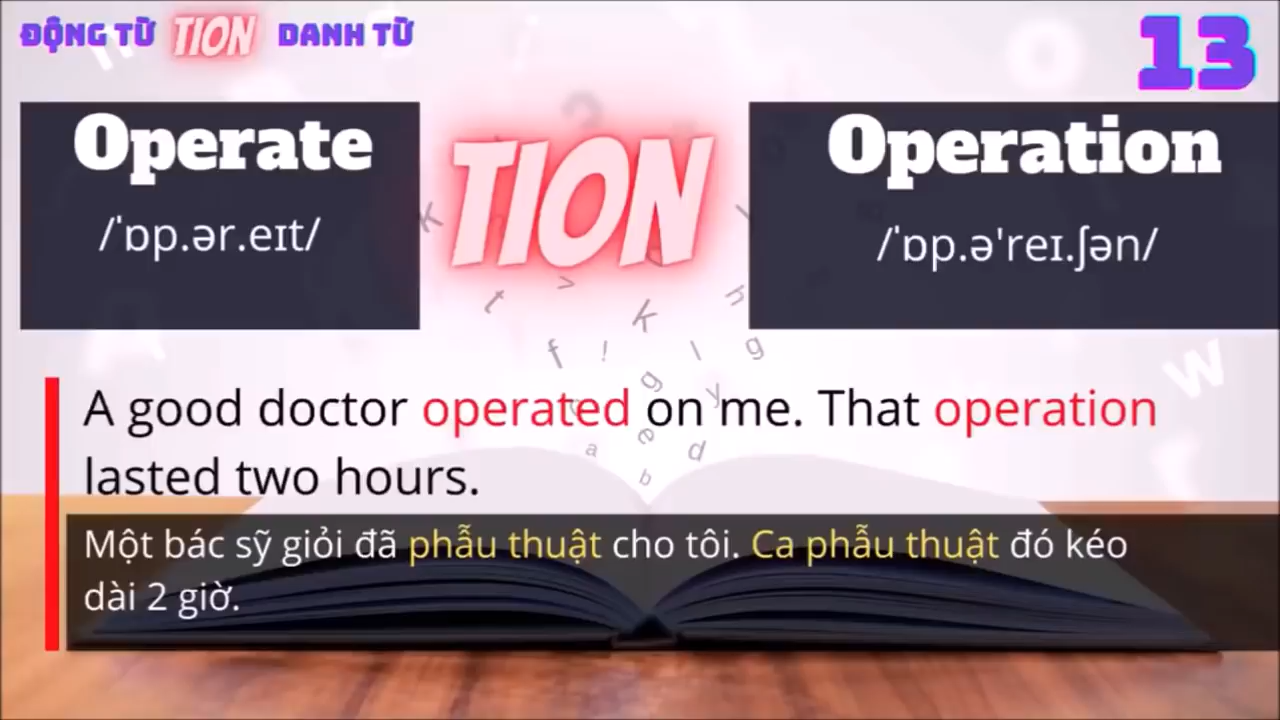 ĐỘNG TỪ TION DANH TỪ
13
Operate
/ˈɒp.ər.eɪt/
TION
Operation
/ˈɒp.ə'reɪ.ʃən/
A good doctor operated on me. That operation
lasted two hours.
Một bác sỹ giỏi đã phẫu thuật cho tôi. Ca phẫu thuật đó kéo
dài 2 giờ.